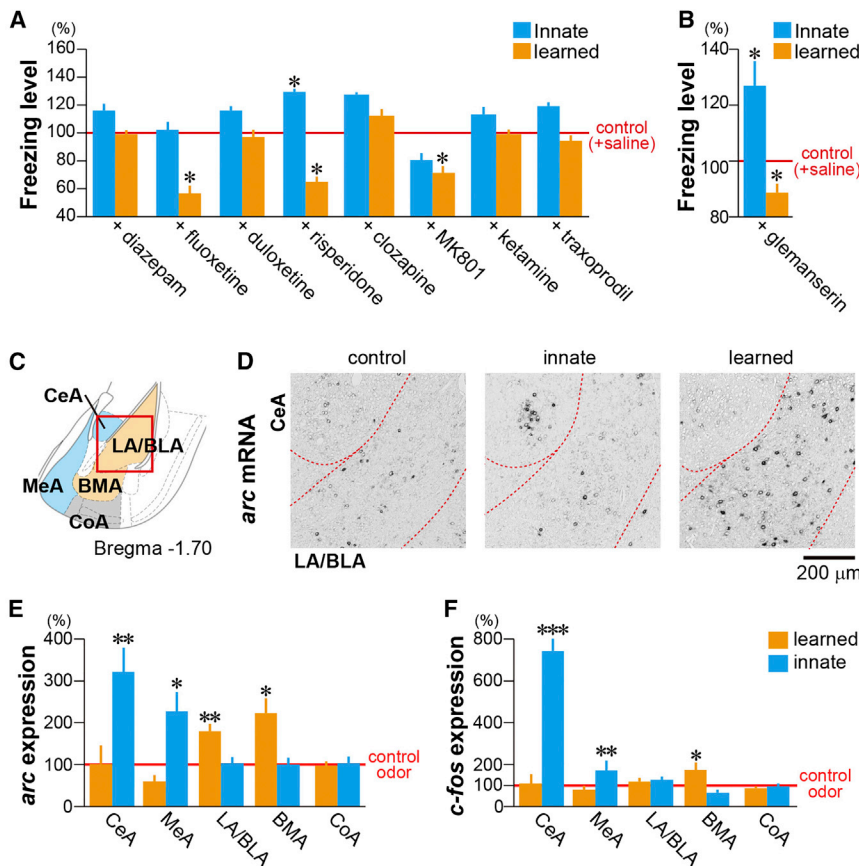 A
(%)
Innate
learned
Freezing level
160
140
120
100
80
60
40
*
*
*
*
control
(+saline)
+ diazepam
+ fluoxetine
+ duloxetine
+ risperidone
+ clozapine
+ MK801
+ ketamine
+ traxoprodil
B
(%)
Innate
learned
Freezing level
140
120
100
80
*
*
control
(+saline)
+ glemanserin
C
CeA
LA/BLA
MeA
BMA
CoA
Bregma -1.70
D
control
innate
learned
arc mRNA
CeA
LA/BLA
200 µm
E
(%)
arc expression
400
300
200
100
0
**
*
**
*
control
odor
CeA
MeA
LA/BLA
BMA
CoA
F
(%)
learned
innate
c-fos expression
800
600
400
200
100
0
***
**
*
control
odor
CeA
MeA
LA/BLA
BMA
CoA